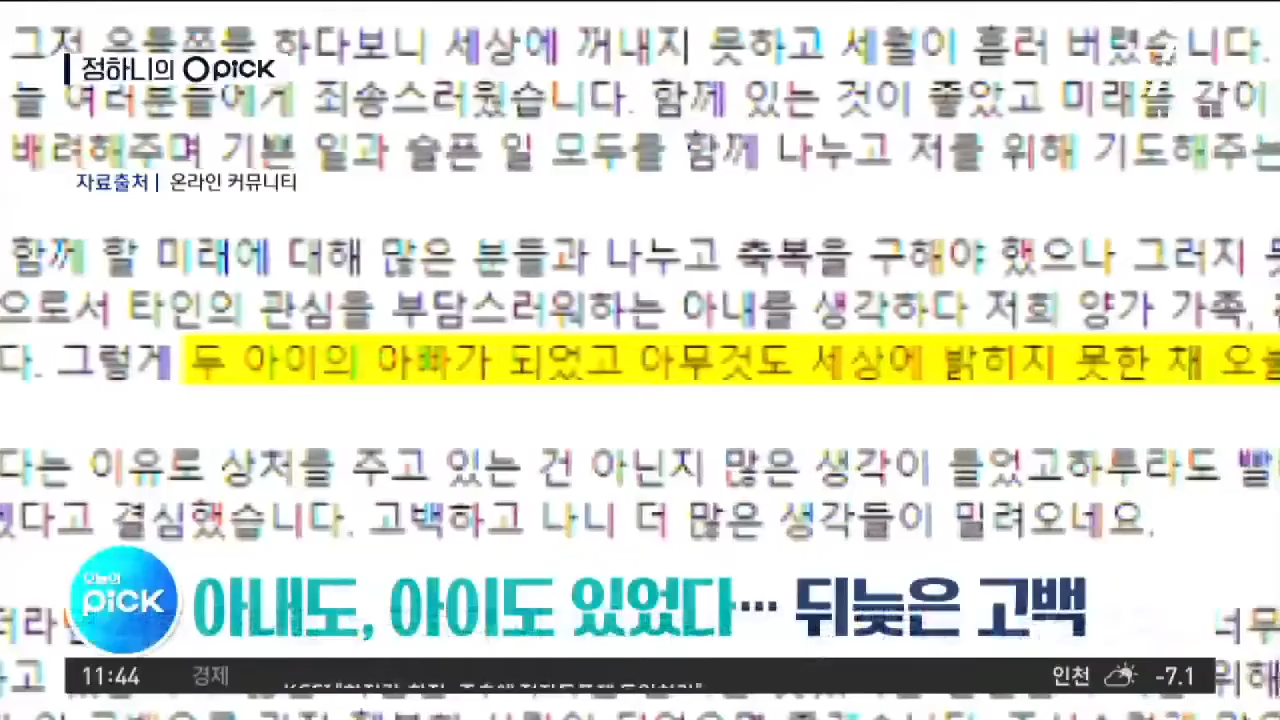 그저 하다보니 세상에 꺼내지 못하고 세월이 흘러 버렸습니다.
정하니의 Opick
늘 여러분들에게 죄송스러웠습니다. 함께 있는 것이 좋았고 미래를 같이
배려해주며 기쁜 일과 슬픈 일 모두를 함께 나누고 저를 위해 기도해주는
자료출처 | 온라인 커뮤니티
함께 할 미래에 대해 많은 분들과 나누고 축복을 구해야 했으나 그러지
으로서 타인의 관심을 부담스러워하는 아내를 생각하다 저희 양가 가족,
다. 그렇게 두 아이의 아빠가 되었고 아무것도 세상에 밝히지 못한 채
다는 이유로 상처를 주고 있는 건 아닌지 많은 생각이 들었고하루라도
겠다고 결심했습니다. 고백하고 나니 더 많은 생각들이 밀려오네요.
오늘의 pick
아내도, 아이도 있었다… 뒤늦은 고백
11:44 경제
인천 -7.1